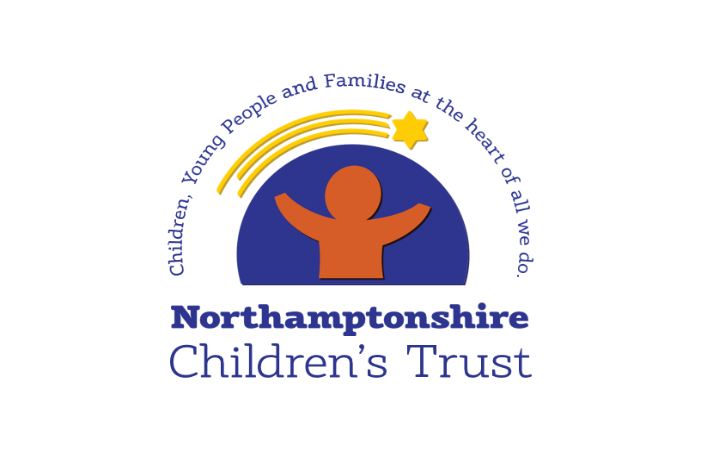 Children, Young People and Families at the heart of all we do.
Northamptonshire
Children's Trust